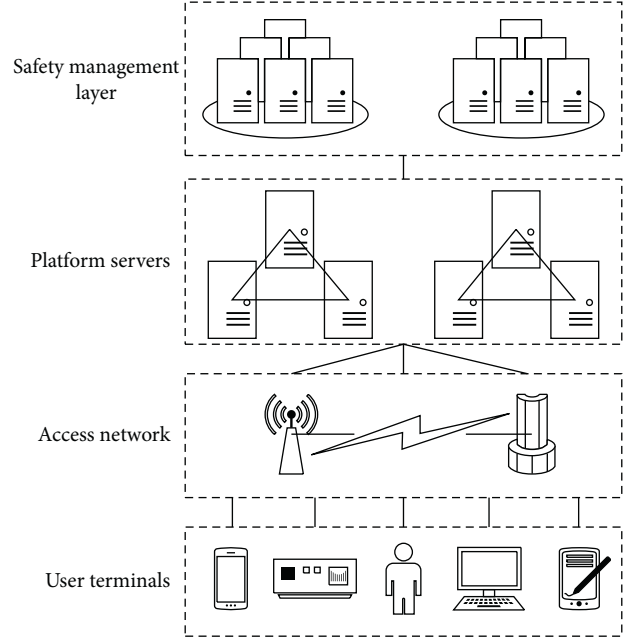 Safety management
layer
Platform servers
Access network
User terminals